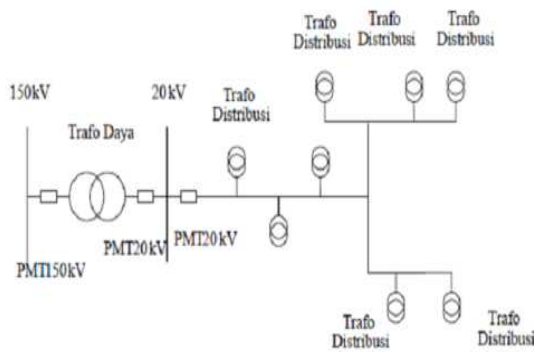 Trafo
Distribusi
Trafo
Distribusi
Trafo
Distribusi
150kV
20kV
Trafo Daya
Trafo
Distribusi
PMT20kV
PMT20kV
PMT150kV
Trafo
Distribusi
Trafo
Distribusi